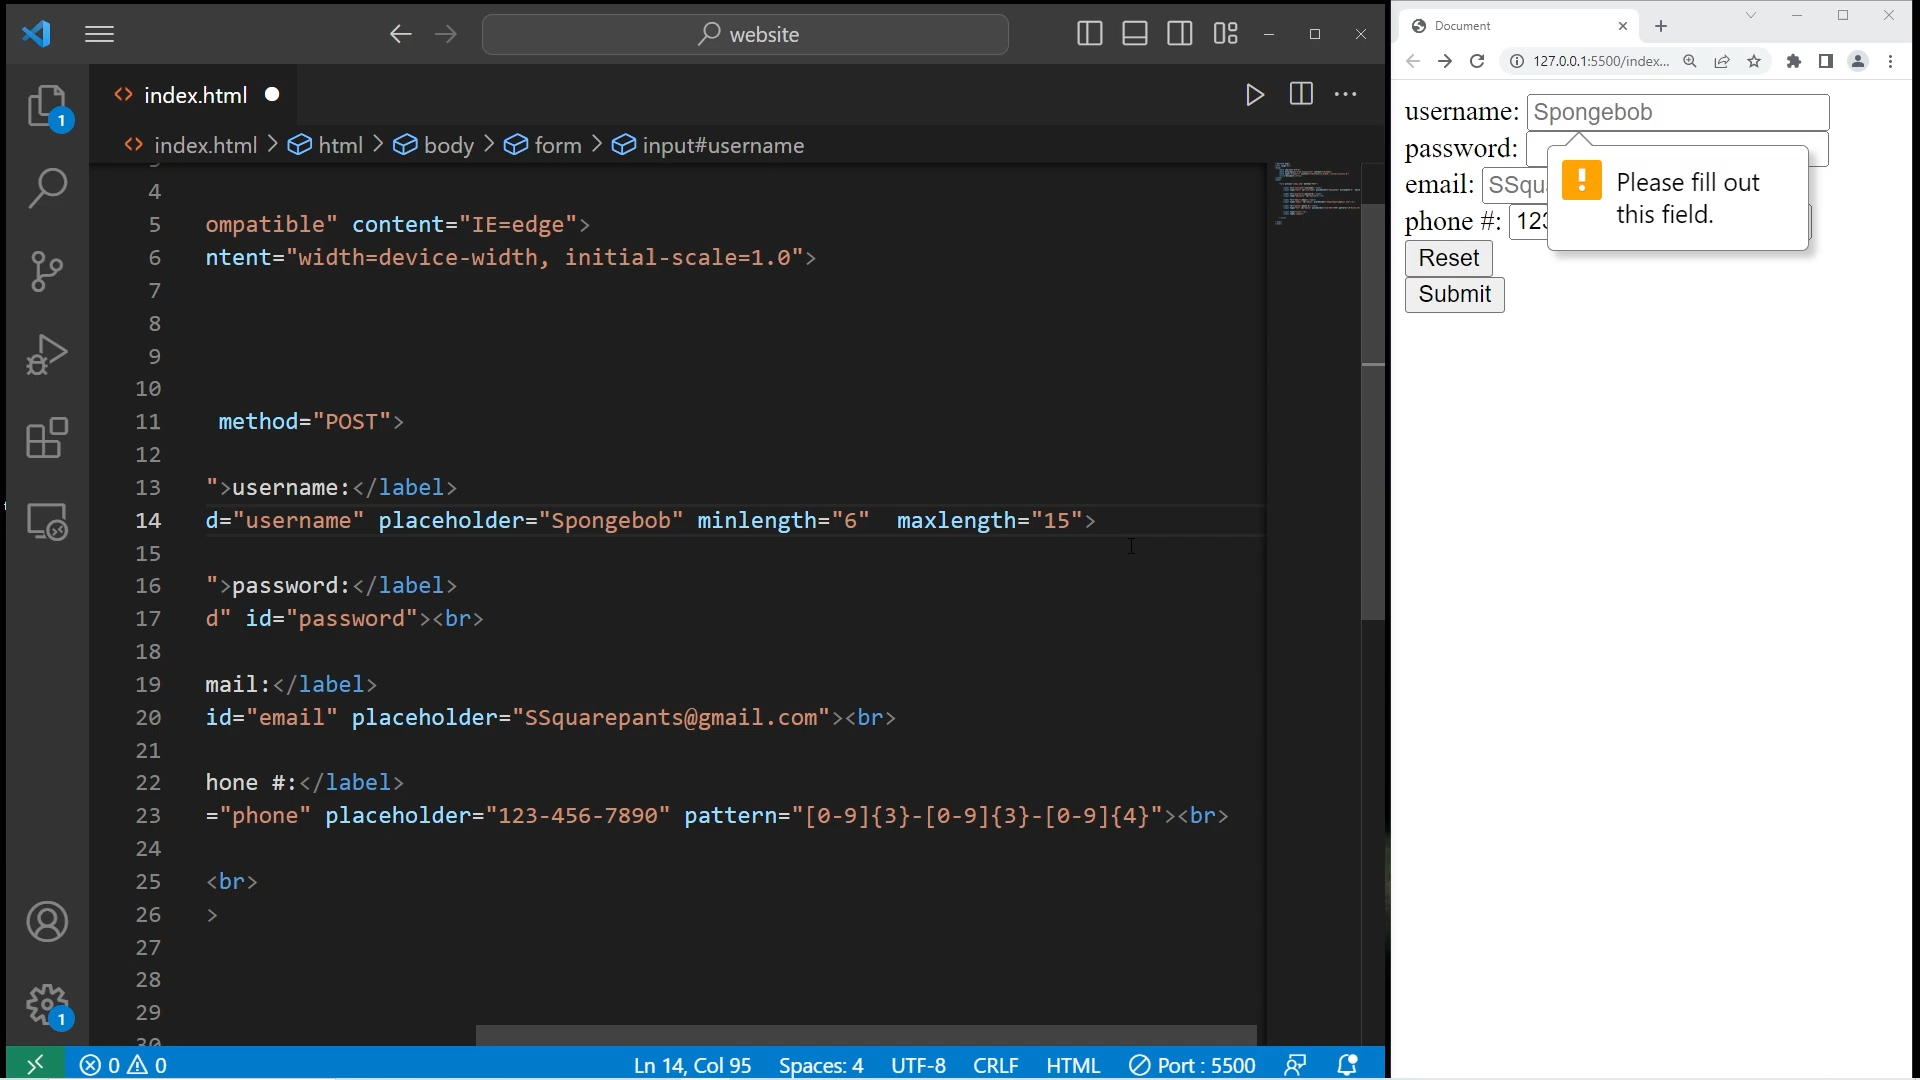 website
index.html
index.html > html > body > form > input#username
4
5 ompatible" content="IE=edge">
6 ntent="width=device-width, initial-scale=1.0">
7
8
9
10
11 method="POST">
12
13 ">username:</label>
14 d="username" placeholder="Spongebob" minlength="6"  maxlength="15">
15
16 ">password:</label>
17 d" id="password"><br>
18
19 mail:</label>
20 id="email" placeholder="SSquarepants@gmail.com"><br>
21
22 hone #:</label>
23 ="phone" placeholder="123-456-7890" pattern="[0-9]{3}-[0-9]{3}-[0-9]{4}"><br>
24
25 <br>
26 >
27
28
29
30
1
1
0 0
Ln 14, Col 95
Spaces: 4
UTF-8
CRLF
HTML
Port : 5500
Document
127.0.0.1:5500/index...
username: Spongebob
password:
email: SSqu
phone #: 123
Please fill out
this field.
Reset
Submit